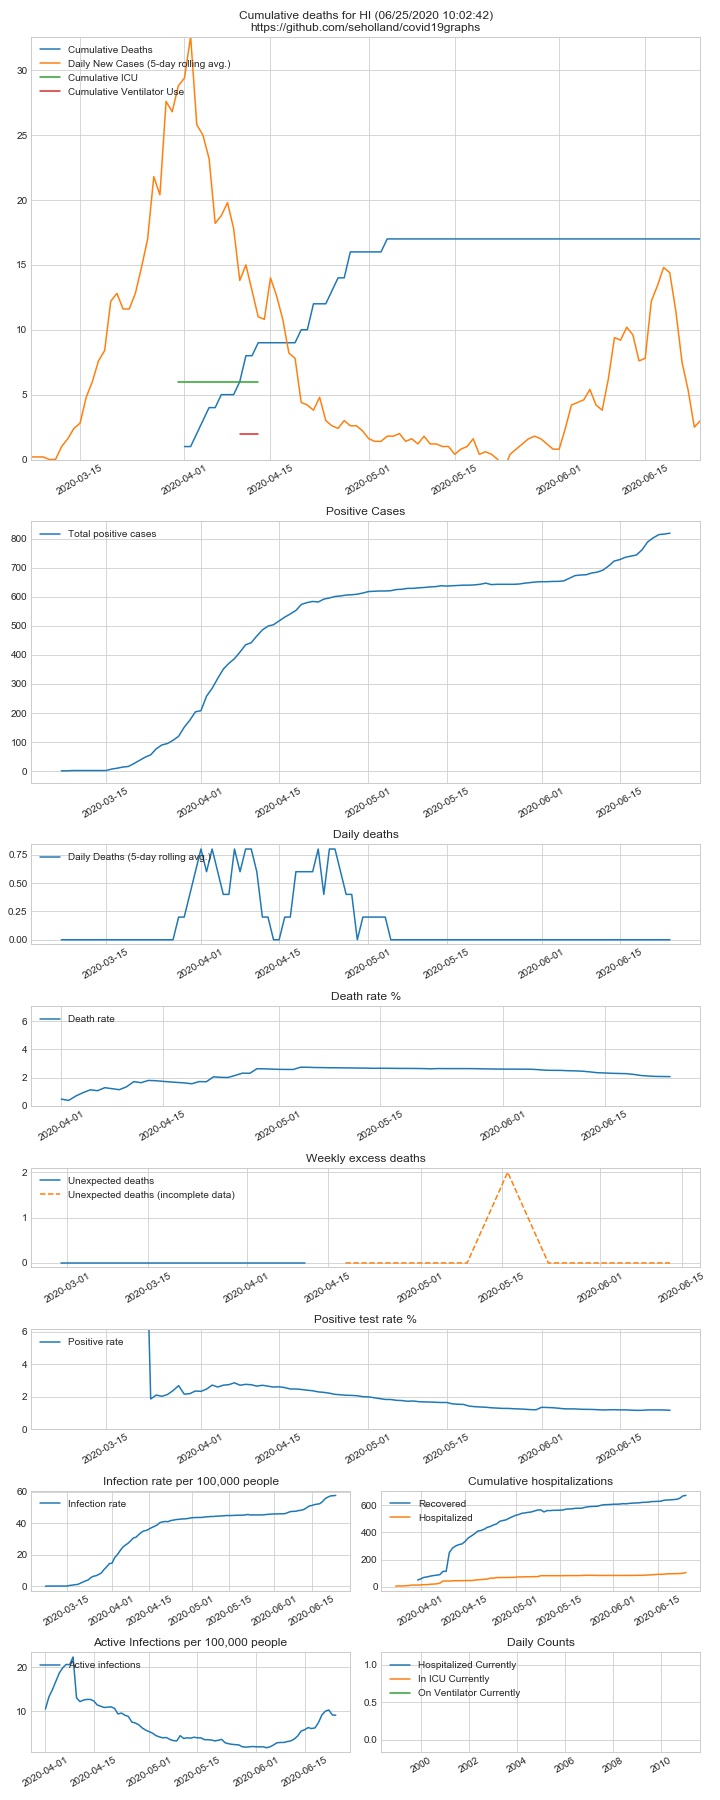 Cumulative deaths for HI (06/25/2020 10:02:42)
https://github.com/seholland/covid19graphs
Cumulative Deaths
Daily New Cases (5-day rolling avg.)
Cumulative ICU
Cumulative Ventilator Use
30
25
20
15
10
5
0
2020-03-15 2020-04-01 2020-04-15 2020-05-01 2020-05-15 2020-06-01 2020-06-15
Positive Cases
Total positive cases
800
700
600
500
400
300
200
100
0
2020-03-15 2020-04-01 2020-04-15 2020-05-01 2020-05-15 2020-06-01 2020-06-15
Daily deaths
Daily Deaths (5-day rolling avg.)
0.75
0.50
0.25
0.00
2020-03-15 2020-04-01 2020-04-15 2020-05-01 2020-05-15 2020-06-01 2020-06-15
Death rate %
Death rate
6
4
2
0
2020-04-01 2020-04-15 2020-05-01 2020-05-15 2020-06-01 2020-06-15
Weekly excess deaths
Unexpected deaths
Unexpected deaths (incomplete data)
2
1
0
2020-03-01 2020-03-15 2020-04-01 2020-04-15 2020-05-01 2020-05-15 2020-06-01 2020-06-15
Positive test rate %
Positive rate
6
4
2
0
2020-03-15 2020-04-01 2020-04-15 2020-05-01 2020-05-15 2020-06-01 2020-06-15
Infection rate per 100,000 people
Infection rate
60
40
20
0
2020-03-15 2020-04-01 2020-04-15 2020-05-01 2020-05-15 2020-06-01 2020-06-15
Cumulative hospitalizations
Recovered
Hospitalized
600
400
200
0
2020-04-01 2020-04-15 2020-05-01 2020-05-15 2020-06-01 2020-06-15
Active Infections per 100,000 people
Active infections
20
10
2020-04-01 2020-04-15 2020-05-01 2020-05-15 2020-06-01 2020-06-15
Daily Counts
Hospitalized Currently
In ICU Currently
On Ventilator Currently
1.0
0.5
0.0
2000 2002 2004 2006 2008 2010